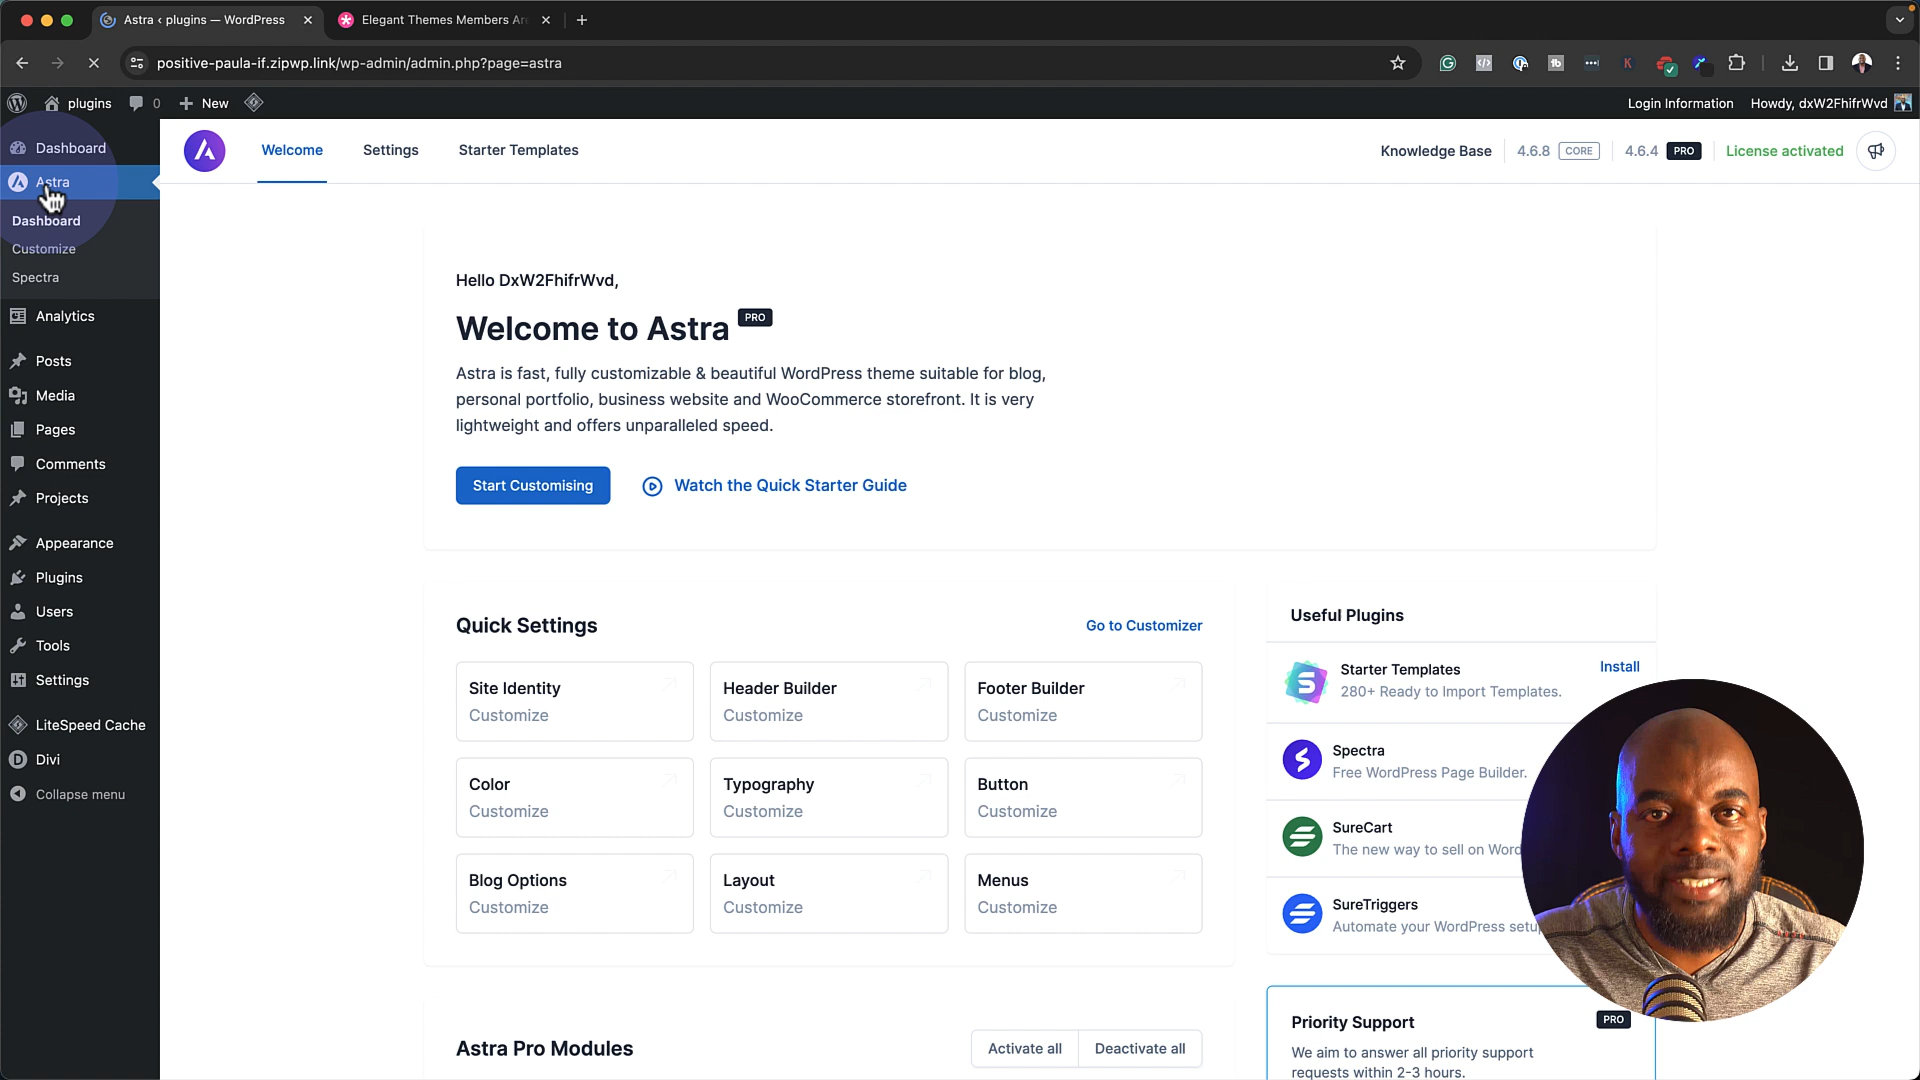 Astra ‹ plugins — WordPress
Elegant Themes Members Ar
positive-paula-if.zipwp.link/wp-admin/admin.php?page=astra
plugins
0
New
Login Information
Howdy, dxW2FhifrWvd
Dashboard
Astra
Dashboard
Customize
Spectra
Analytics
Posts
Media
Pages
Comments
Projects
Appearance
Plugins
Users
Tools
Settings
LiteSpeed Cache
Divi
Collapse menu
Welcome
Settings
Starter Templates
Knowledge Base
4.6.8 CORE
4.6.4 PRO
License activated
Hello DxW2FhifrWvd,
Welcome to Astra PRO
Astra is fast, fully customizable & beautiful WordPress theme suitable for blog,
personal portfolio, business website and WooCommerce storefront. It is very
lightweight and offers unparalleled speed.
Start Customising
Watch the Quick Starter Guide
Quick Settings
Go to Customizer
Site Identity
Customize
Header Builder
Customize
Footer Builder
Customize
Color
Customize
Typography
Customize
Button
Customize
Blog Options
Customize
Layout
Customize
Menus
Customize
Astra Pro Modules
Activate all
Deactivate all
Useful Plugins
Starter Templates
Install
280+ Ready to Import Templates.
Spectra
Free WordPress Page Builder.
SureCart
The new way to sell on Word
SureTriggers
Automate your WordPress setu
Priority Support
PRO
We aim to answer all priority support
requests within 2-3 hours.